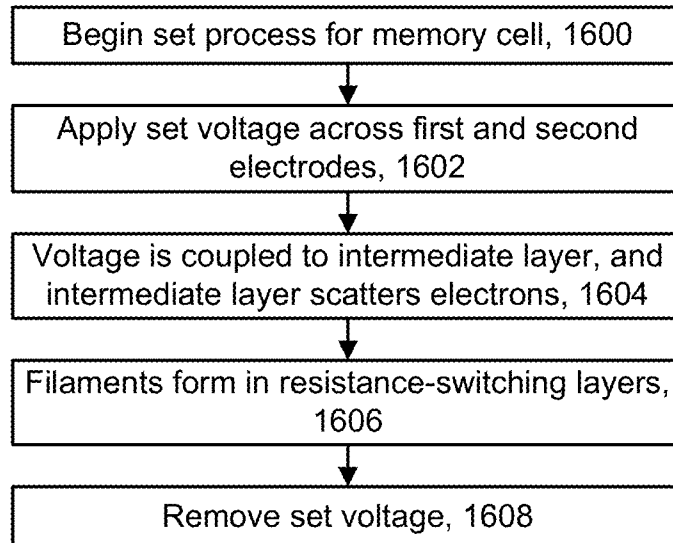 Begin set process for memory cell, 1600
Apply set voltage across first and second
electrodes, 1602
Voltage is coupled to intermediate layer, and
intermediate layer scatters electrons, 1604
Filaments form in resistance-switching layers,
1606
Remove set voltage, 1608